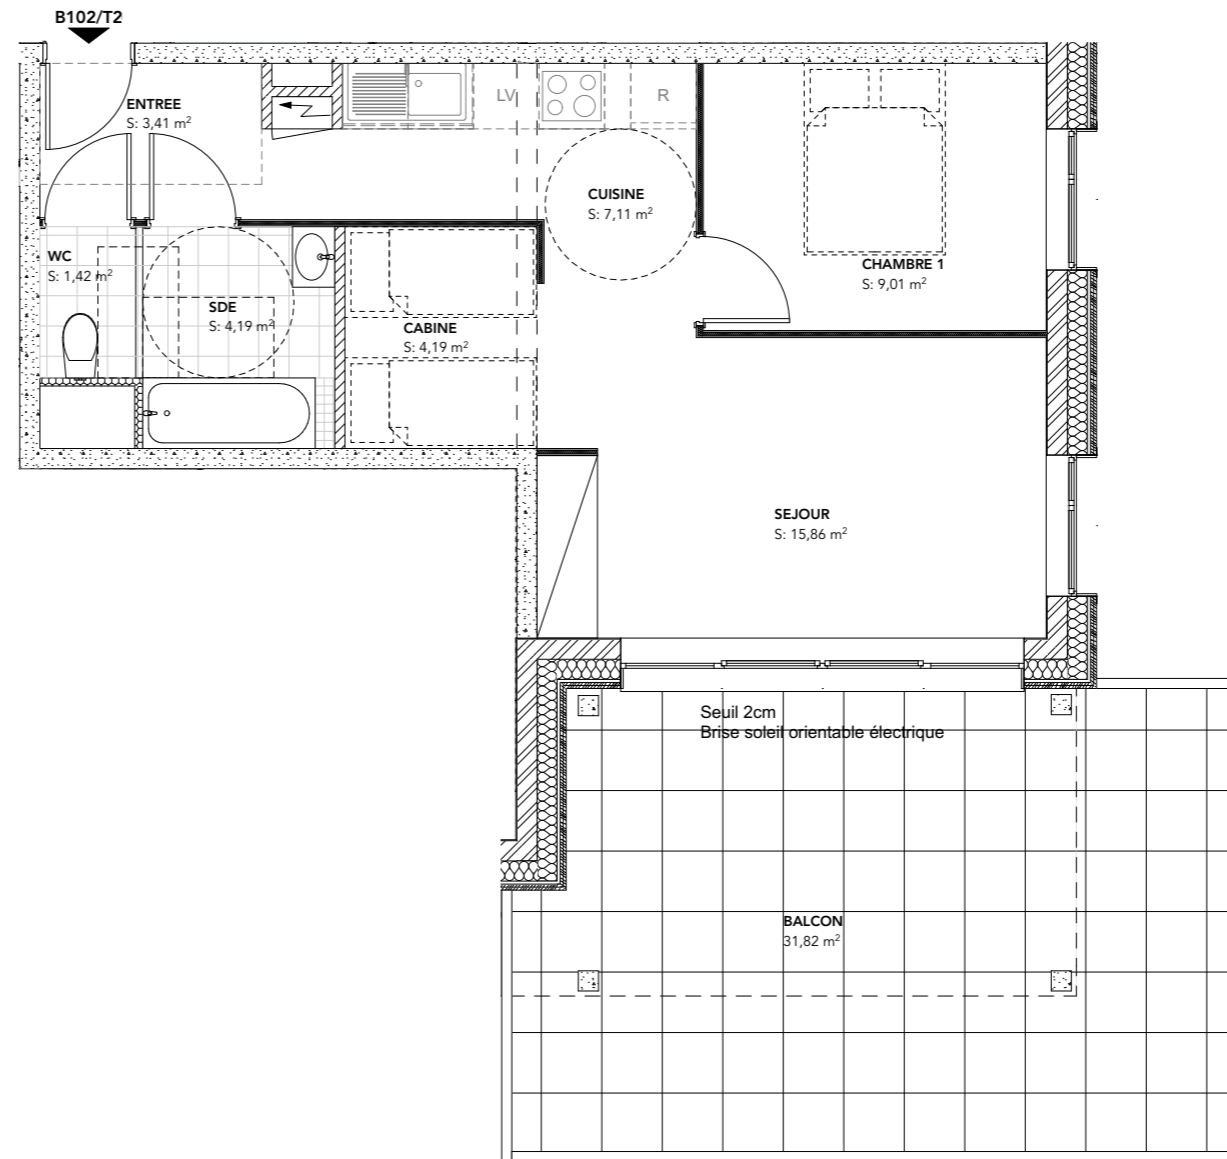 B102/T2
ENTREE
S: 3,41 m²
LV
R
CUISINE
S: 7,11 m²
WC
S: 1,42 m²
SDE
S: 4,19 m²
CABINE
S: 4,19 m²
CHAMBRE 1
S: 9,01 m²
SEJOUR
S: 15,86 m²
Seuil 2cm
Brise soleil orientable électrique
BALCON
31,82 m²